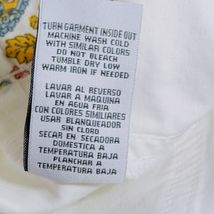 TURN GARMENT INSIDE OUT
MACHINE WASH COLD
WITH SIMILAR COLORS
DO NOT BLEACH
TUMBLE DRY LOW
WARM IRON IF NEEDED
LAVAR AL REVERSO
LAVAR A MAQUINA
EN AGUA FRIA
CON COLORES SIMILARES
USAR BLANQUEADOR
SIN CLORO
SECAR EN SECADORA
DOMESTICA A
TEMPERATURA BAJA
PLANCHAR A
TEMPERATURA BAJA